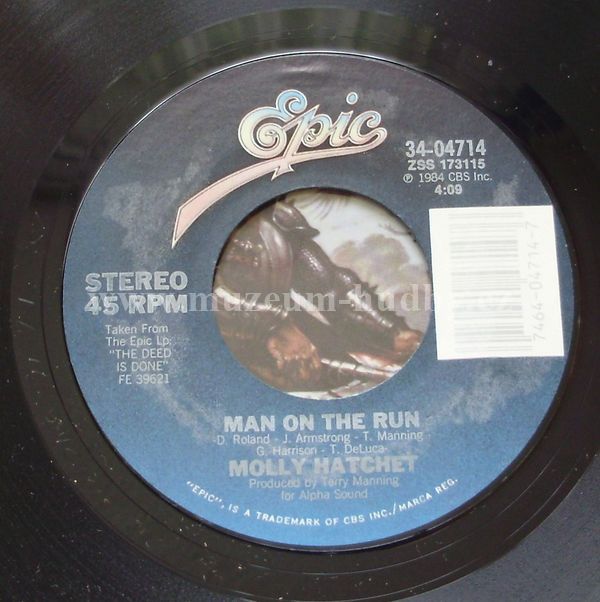 Epic
34-04714
ZSS 173115
℗ 1984 CBS Inc.
4:09
STEREO
45 RPM
Taken From
The Epic Lp:
"THE DEED
IS DONE"
FE 39621
7464-04714-7
MAN ON THE RUN
-D. Roland - J. Armstrong - T. Manning -
G. Harrison - T. DeLuca-
MOLLY HATCHET
Produced by Terry Manning
for Alpha Sound
"EPIC", IS A TRADEMARK OF CBS INC./MARCA REG.